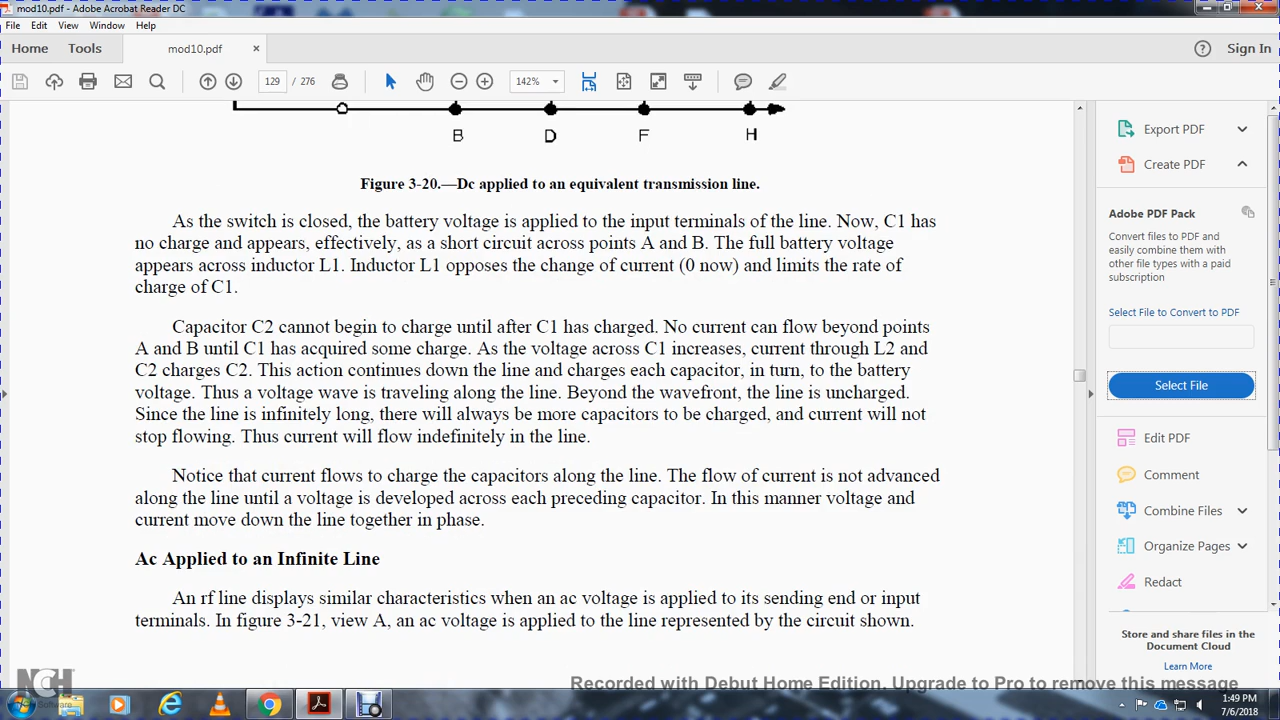 mod10.pdf - Adobe Acrobat Reader DC
File Edit View Window Help
Home Tools mod10.pdf × ? Sign In
129 / 276 142%
B D F H
Figure 3-20.—Dc applied to an equivalent transmission line.
As the switch is closed, the battery voltage is applied to the input terminals of the line. Now, C1 has
no charge and appears, effectively, as a short circuit across points A and B. The full battery voltage
appears across inductor L1. Inductor L1 opposes the change of current (0 now) and limits the rate of
charge of C1.
Capacitor C2 cannot begin to charge until after C1 has charged. No current can flow beyond points
A and B until C1 has acquired some charge. As the voltage across C1 increases, current through L2 and
C2 charges C2. This action continues down the line and charges each capacitor, in turn, to the battery
voltage. Thus a voltage wave is traveling along the line. Beyond the wavefront, the line is uncharged.
Since the line is infinitely long, there will always be more capacitors to be charged, and current will not
stop flowing. Thus current will flow indefinitely in the line.
Notice that current flows to charge the capacitors along the line. The flow of current is not advanced
along the line until a voltage is developed across each preceding capacitor. In this manner voltage and
current move down the line together in phase.
Ac Applied to an Infinite Line
An rf line displays similar characteristics when an ac voltage is applied to its sending end or input
terminals. In figure 3-21, view A, an ac voltage is applied to the line represented by the circuit shown.
Export PDF
Create PDF
Adobe PDF Pack
Convert files to PDF and
easily combine them with
other file types with a paid
subscription
Select File to Convert to PDF
Select File
Edit PDF
Comment
Combine Files
Organize Pages
Redact
Store and share files in the
Document Cloud
Learn More
NCH
Software
Recorded with Debut Home Edition. Upgrade to Pro to remove this message
1:49 PM
7/6/2018